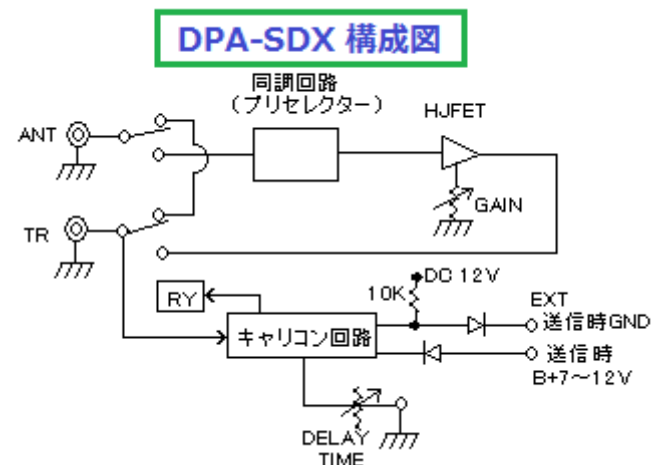 DPA-SDX 構成図
同調回路
(プリセレクター)
HJFET
ANT
GAIN
TR
DC 12V
10K
EXT
RY
送信時GND
キャリコン回路
送信時
B+7～12V
DELAY
TIME